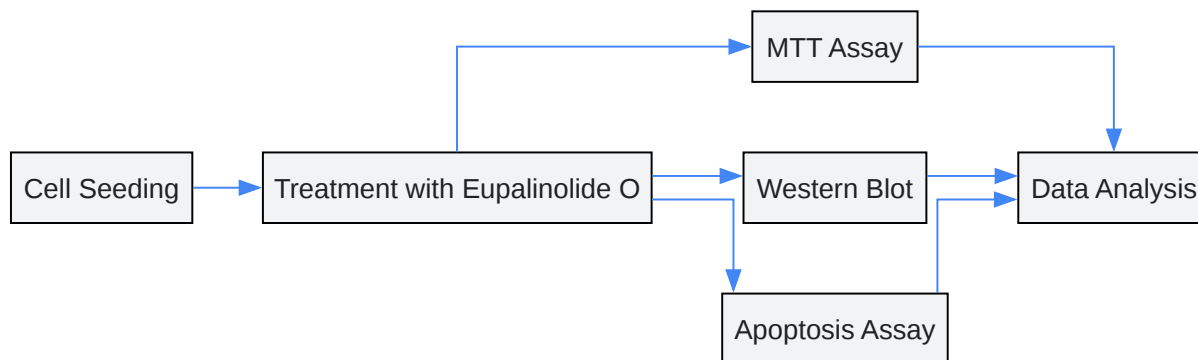 MTT Assay
Cell Seeding
Treatment with Eupalinolide O
Western Blot
Data Analysis
Apoptosis Assay